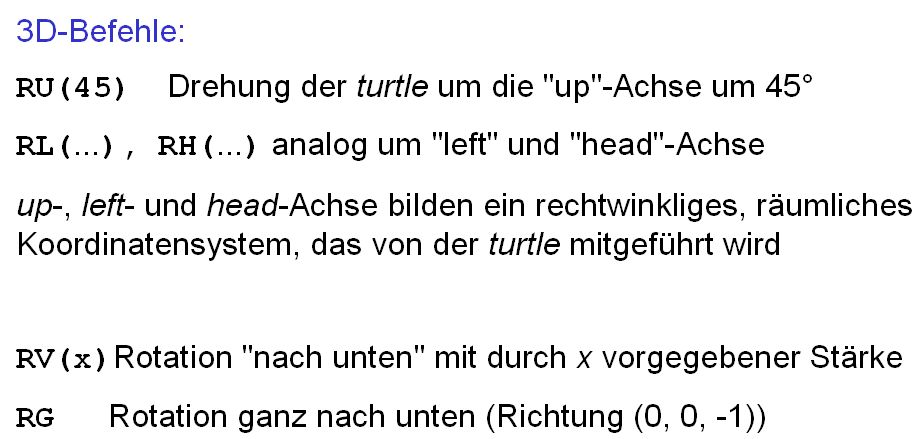 3D-Befehle:
RU(45) Drehung der turtle um die "up"-Achse um 45°
RL(...), RH(...) analog um "left" und "head"-Achse
up-, left- und head-Achse bilden ein rechtwinkliges, räumliches
Koordinatensystem, das von der turtle mitgeführt wird
RV(x) Rotation "nach unten" mit durch x vorgegebener Stärke
RG Rotation ganz nach unten (Richtung (0, 0, -1))